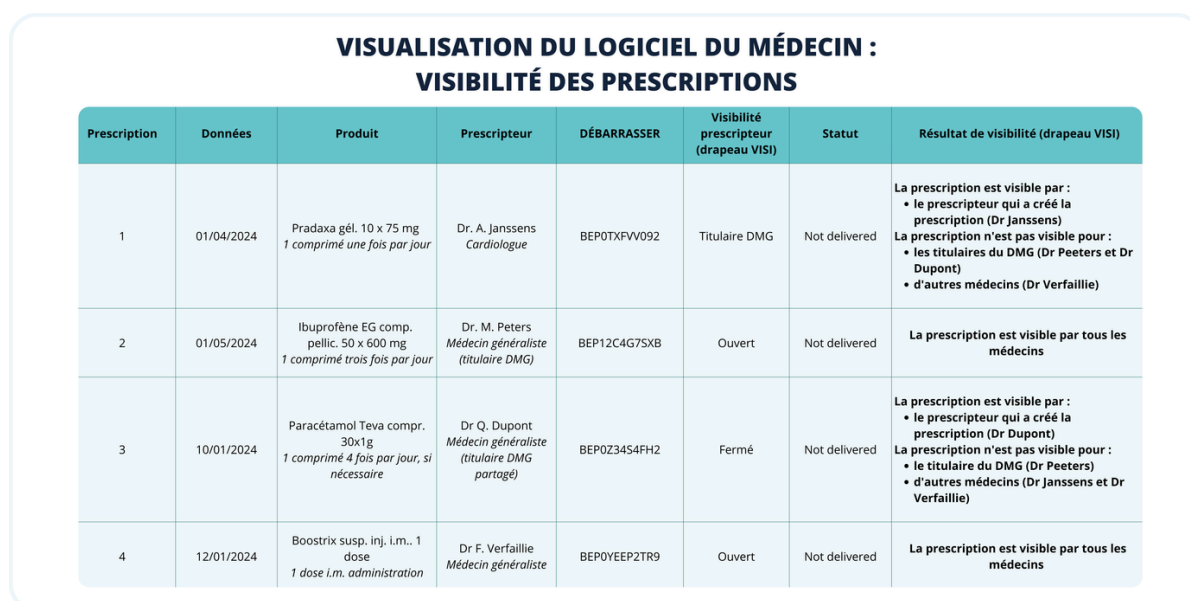 VISUALISATION DU LOGICIEL DU MÉDECIN :
VISIBILITÉ DES PRESCRIPTIONS
Prescription
Données
Produit
Prescripteur
DÉBARRASSER
Visibilité
prescripteur
(drapeau VISI)
Statut
Résultat de visibilité (drapeau VISI)
1
01/04/2024
Pradaxa gél. 10 x 75 mg
1 comprimé une fois par jour
Dr. A. Janssens
Cardiologue
BEP0TXFVV092
Titulaire DMG
Not delivered
La prescription est visible par :
• le prescripteur qui a créé la
prescription (Dr Janssens)
La prescription n'est pas visible pour :
• les titulaires du DMG (Dr Peeters et Dr
Dupont)
• d'autres médecins (Dr Verfaillie)
2
01/05/2024
Ibuprofène EG comp.
pellic. 50 x 600 mg
1 comprimé trois fois par jour
Dr. M. Peters
Médecin généraliste
(titulaire DMG)
BEP12C4G7SXB
Ouvert
Not delivered
La prescription est visible par tous les
médecins
3
10/01/2024
Paracétamol Teva compr.
30x1g
1 comprimé 4 fois par jour, si
nécessaire
Dr Q. Dupont
Médecin généraliste
(titulaire DMG
partagé)
BEP0Z34S4FH2
Fermé
Not delivered
La prescription est visible par :
• le prescripteur qui a créé la
prescription (Dr Dupont)
La prescription n'est pas visible pour :
• le titulaire du DMG (Dr Peeters)
• d'autres médecins (Dr Janssens et Dr
Verfaillie)
4
12/01/2024
Boostrix susp. inj. i.m.. 1
dose
1 dose i.m. administration
Dr F. Verfaillie
Médecin généraliste
BEP0YEEP2TR9
Ouvert
Not delivered
La prescription est visible par tous les
médecins